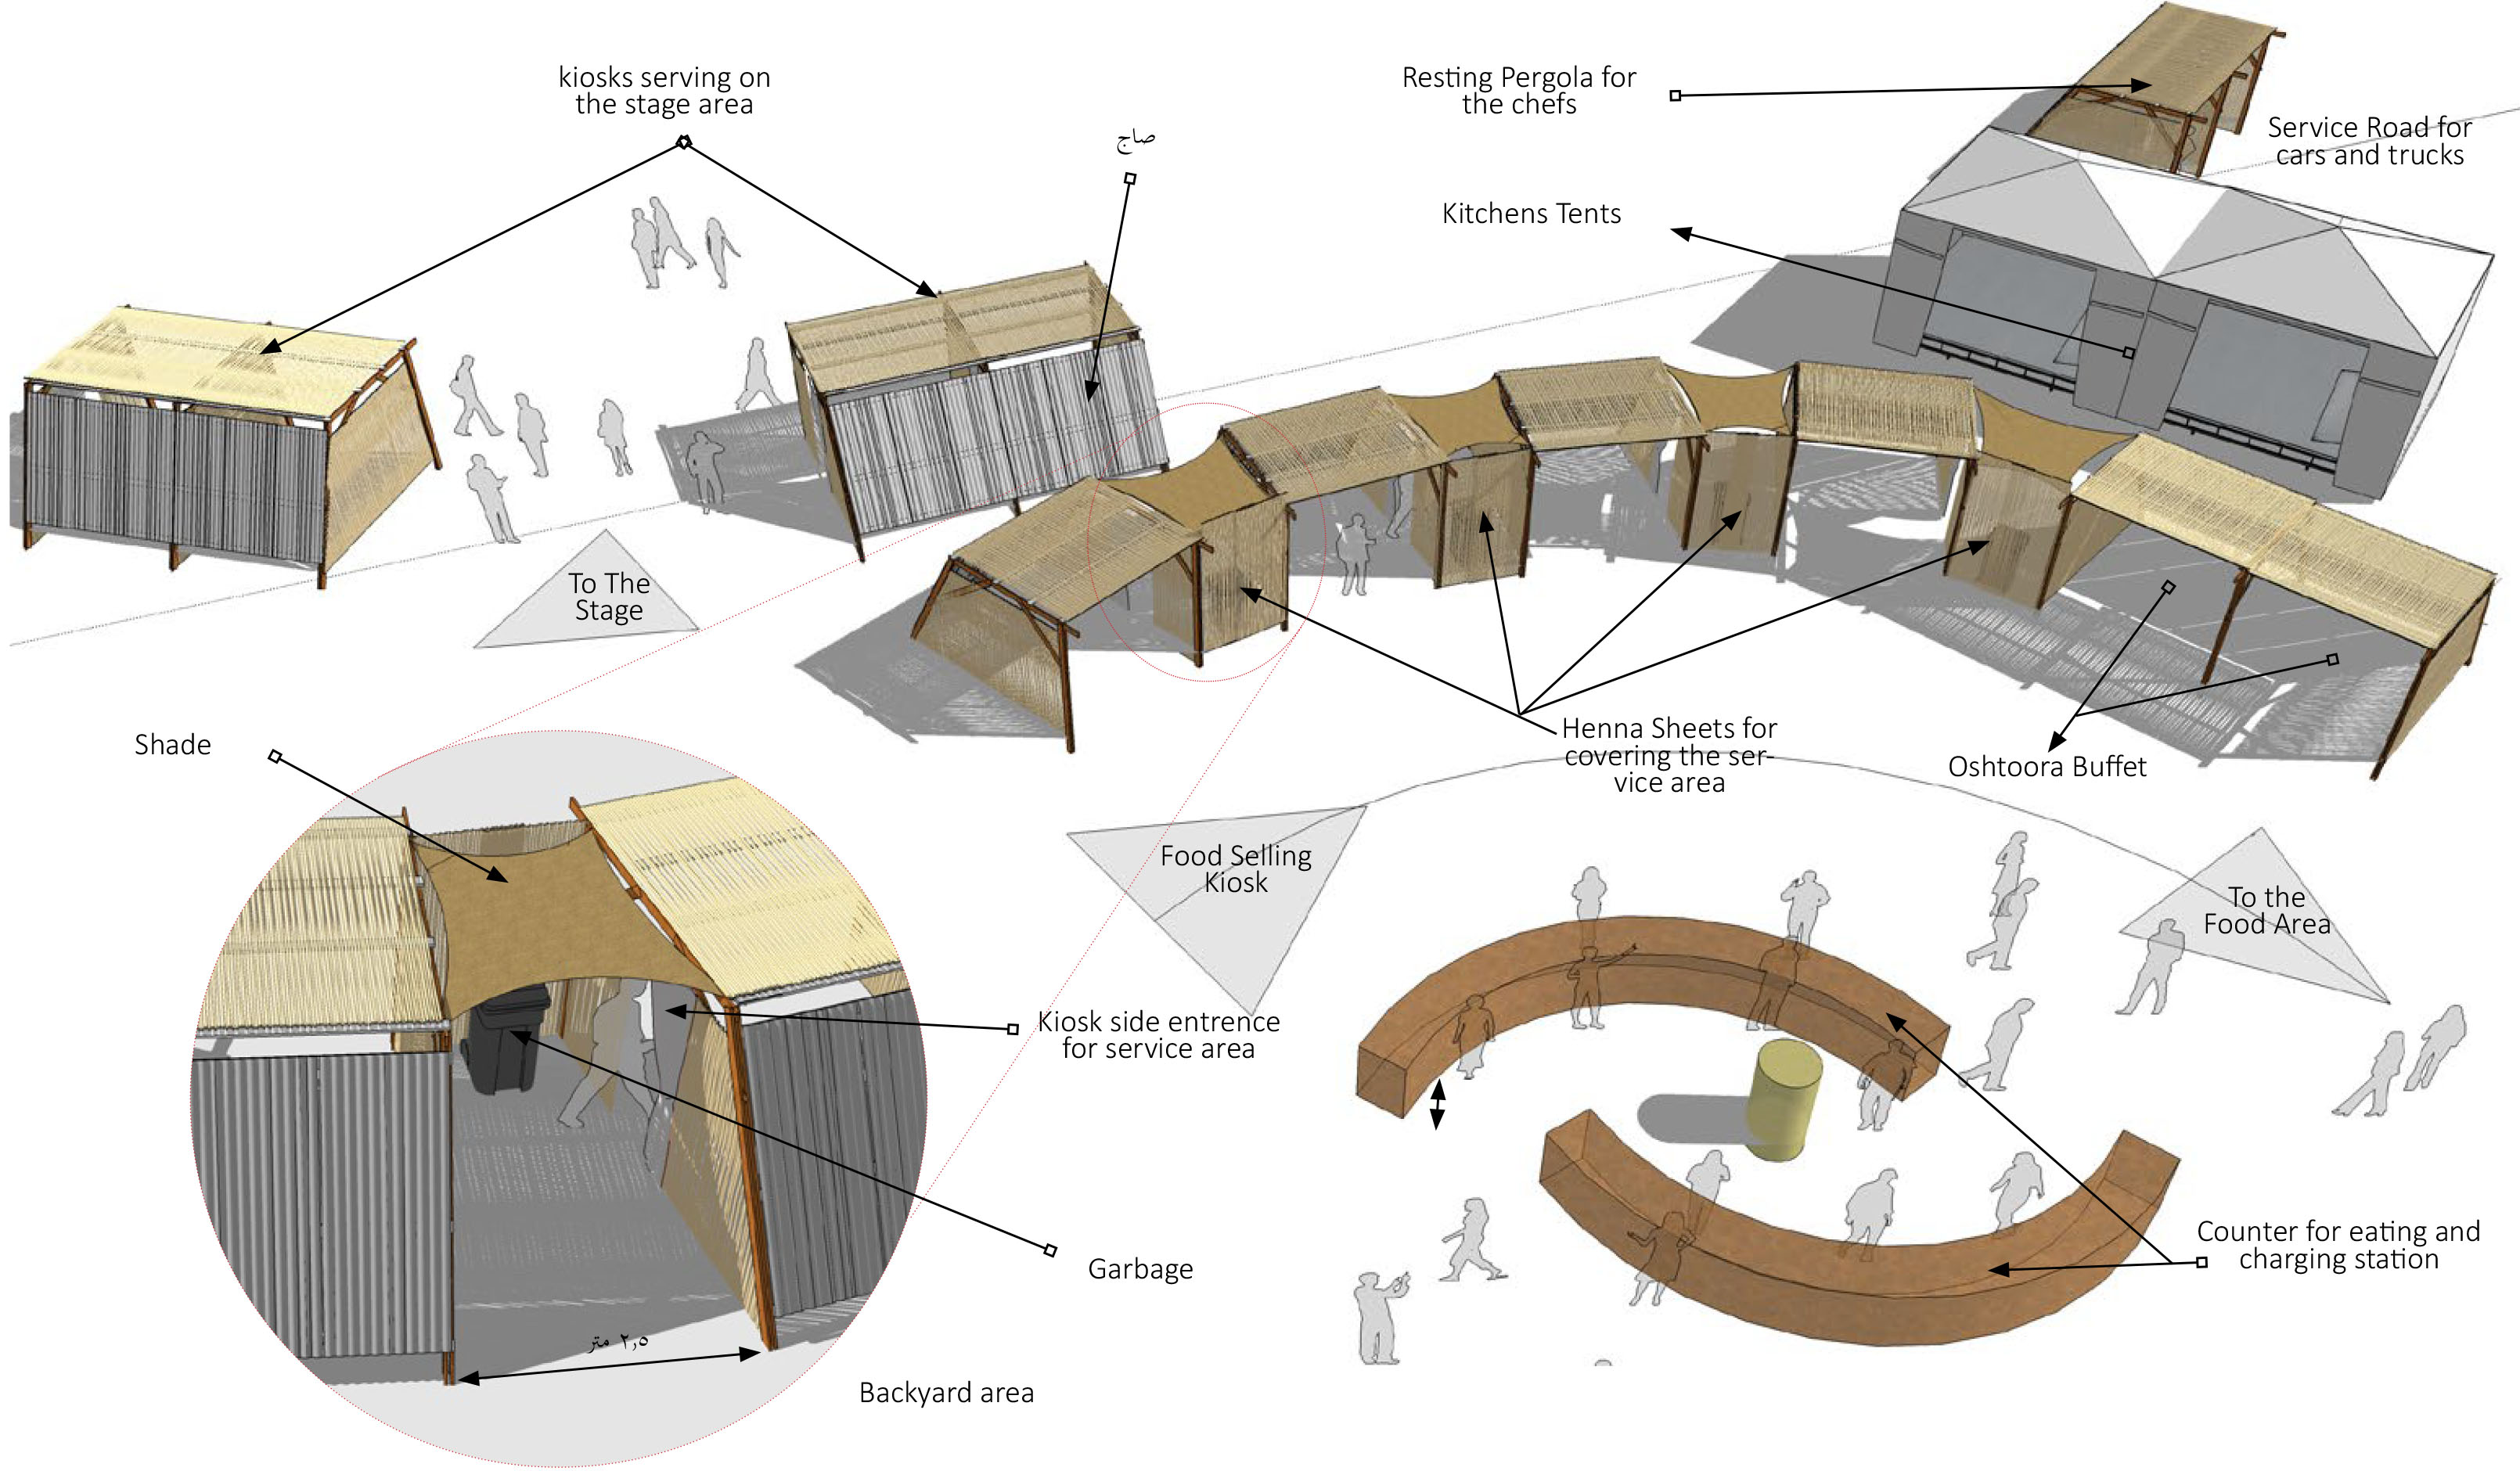 kiosks serving on
the stage area
صاج
Resting Pergola for
the chefs
Service Road for
cars and trucks
Kitchens Tents
To The
Stage
Henna Sheets for
covering the ser-
vice area
Oshtoora Buffet
Shade
Food Selling
Kiosk
To the
Food Area
Kiosk side entrence
for service area
Garbage
Counter for eating and
charging station
٢,٥ متر
Backyard area